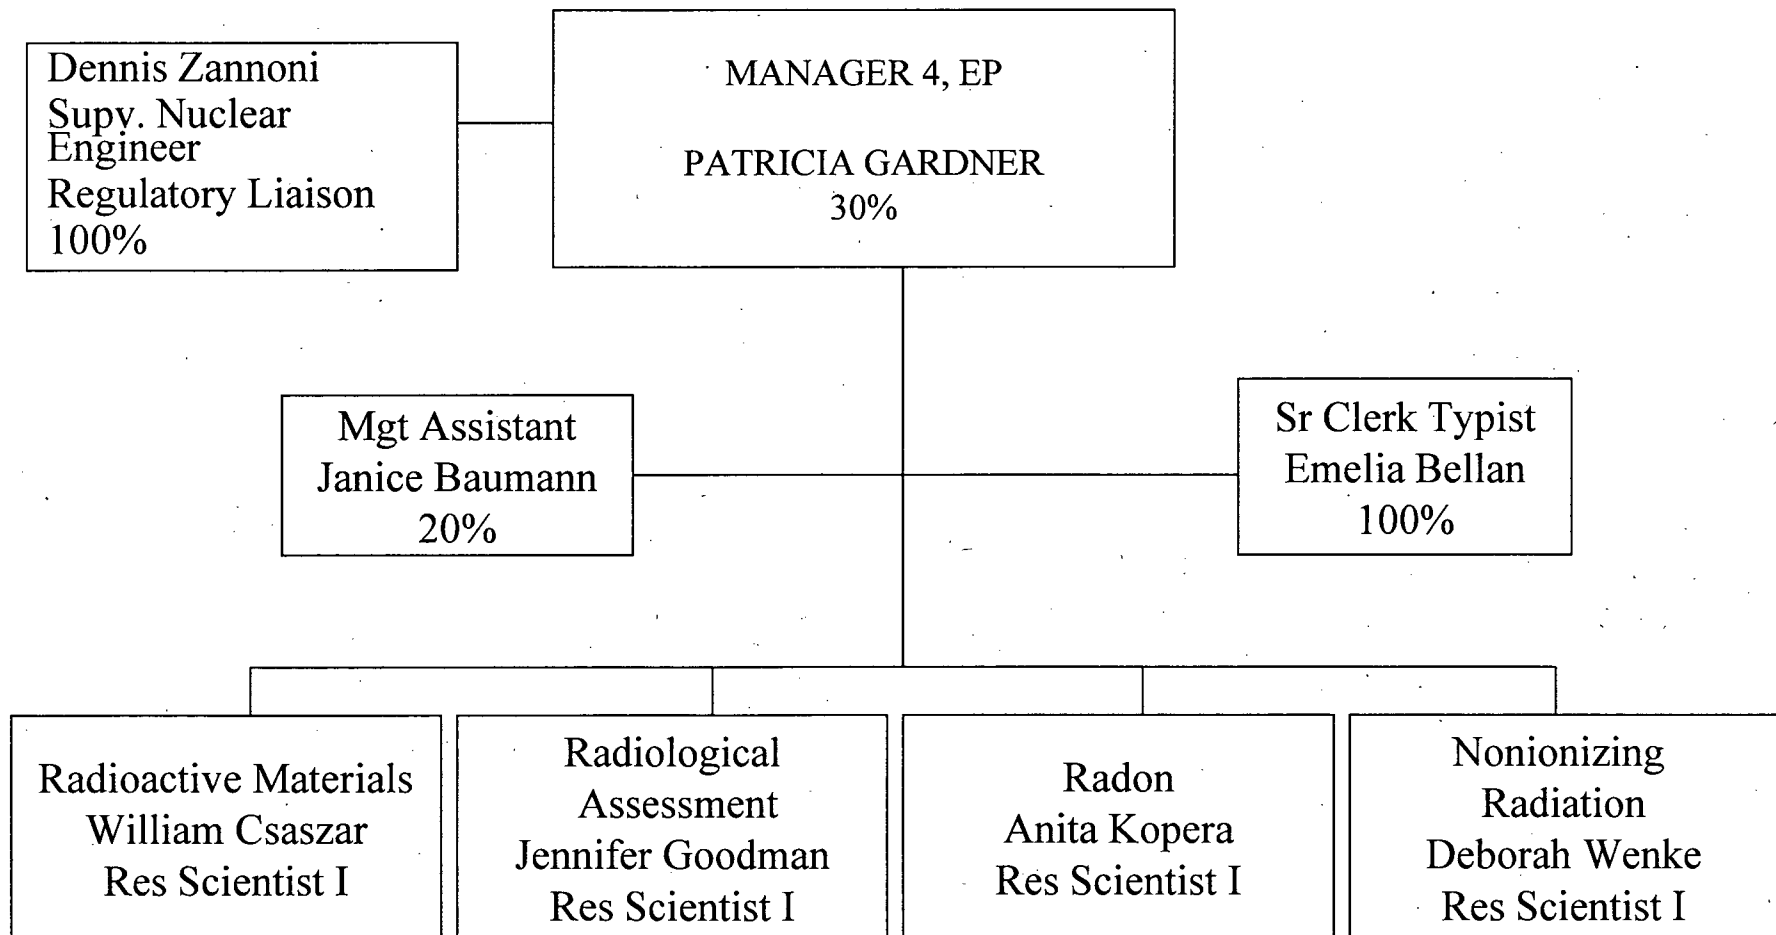 Dennis Zannoni
Supv. Nuclear
Engineer
Regulatory Liaison
100%
MANAGER 4, EP
PATRICIA GARDNER
30%
Mgt Assistant
Janice Baumann
20%
Sr Clerk Typist
Emelia Bellan
100%
Radioactive Materials
William Csaszar
Res Scientist I
Radiological
Assessment
Jennifer Goodman
Res Scientist I
Radon
Anita Kopera
Res Scientist I
Nonionizing
Radiation
Deborah Wenke
Res Scientist I